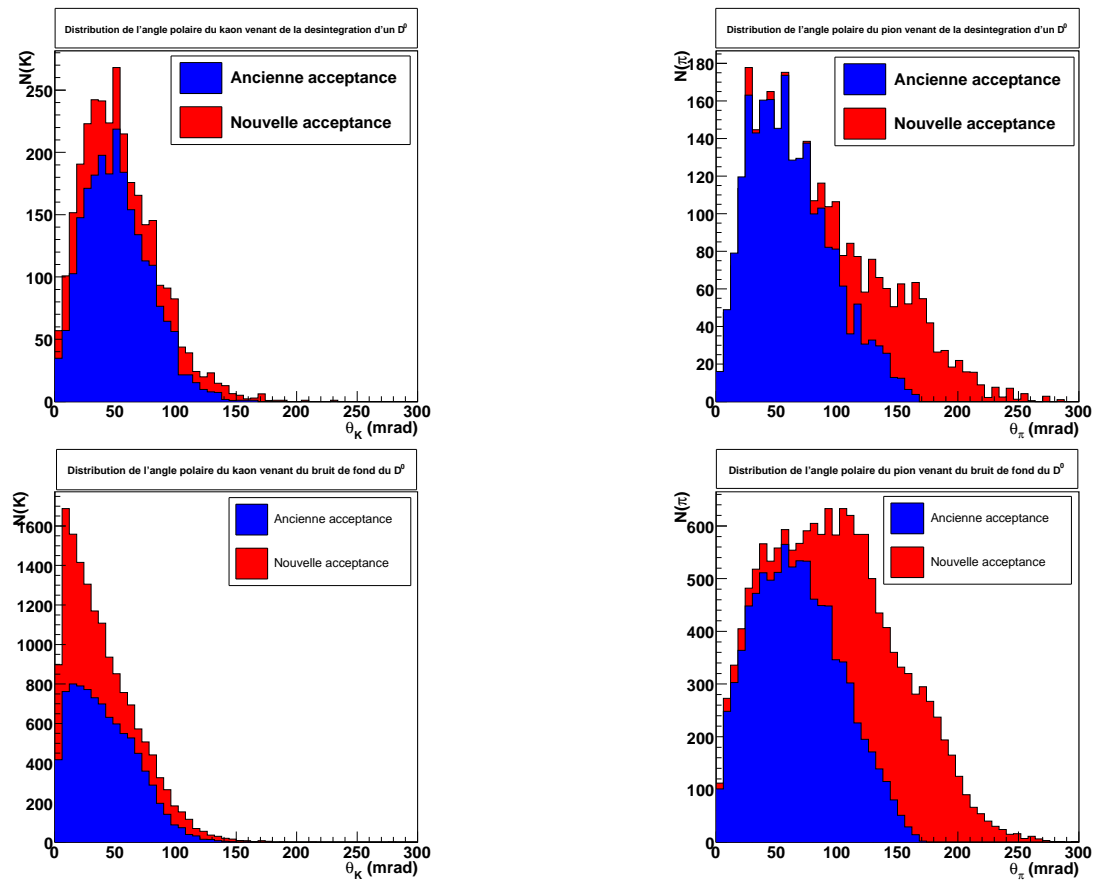 Distribution de l'angle polaire du kaon venant de la desintegration d'un D⁰
N(K)
Ancienne acceptance
Nouvelle acceptance
250
200
150
100
50
0
0 50 100 150 200 250 300
θK (mrad)
Distribution de l'angle polaire du pion venant de la desintegration d'un D⁰
N(π)
Ancienne acceptance
Nouvelle acceptance
180
160
140
120
100
80
60
40
20
0
0 50 100 150 200 250 300
θπ (mrad)
Distribution de l'angle polaire du kaon venant du bruit de fond du D⁰
N(K)
Ancienne acceptance
Nouvelle acceptance
1600
1400
1200
1000
800
600
400
200
0
0 50 100 150 200 250 300
θK (mrad)
Distribution de l'angle polaire du pion venant du bruit de fond du D⁰
N(π)
Ancienne acceptance
Nouvelle acceptance
600
500
400
300
200
100
0
0 50 100 150 200 250 300
θπ (mrad)